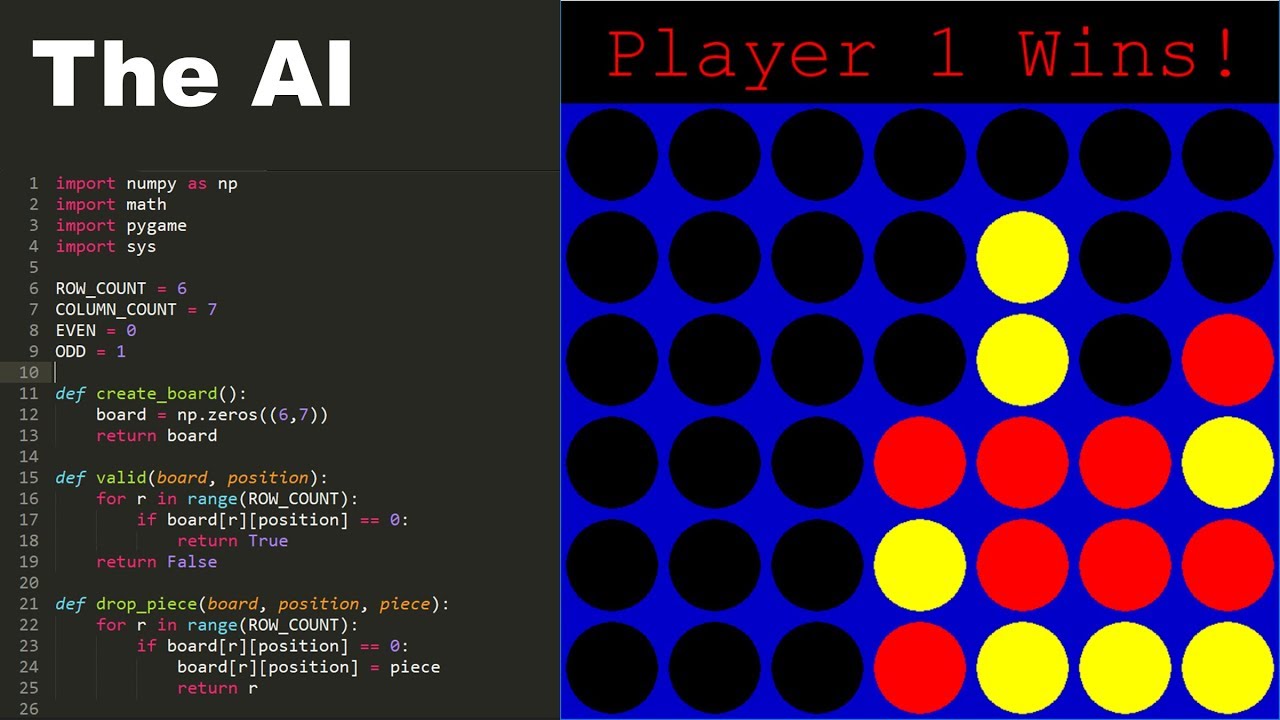 The AI
Player 1 Wins!
1 import numpy as np
2 import math
3 import pygame
4 import sys
5
6 ROW_COUNT = 6
7 COLUMN_COUNT = 7
8 EVEN = 0
9 ODD = 1
10
11 def create_board():
12     board = np.zeros((6,7))
13     return board
14
15 def valid(board, position):
16     for r in range(ROW_COUNT):
17         if board[r][position] == 0:
18             return True
19     return False
20
21 def drop_piece(board, position, piece):
22     for r in range(ROW_COUNT):
23         if board[r][position] == 0:
24             board[r][position] = piece
25             return r
26